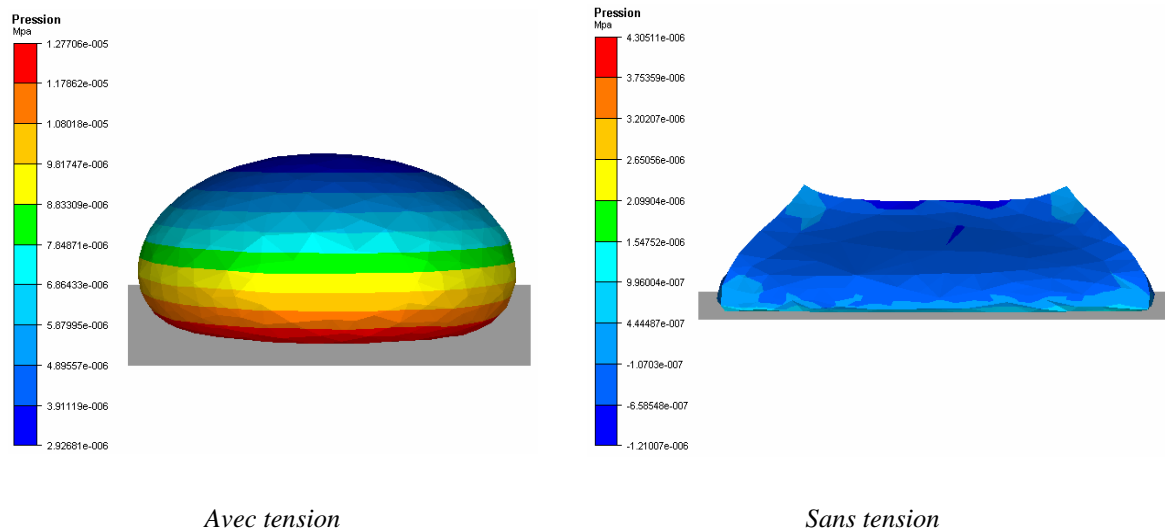 Pression
Mpa
1.27706e-005
1.17862e-005
1.08018e-005
9.81747e-006
8.83309e-006
7.84871e-006
6.86433e-006
5.87995e-006
4.89557e-006
3.91119e-006
2.92681e-006
Pression
Mpa
4.30511e-006
3.75359e-006
3.20207e-006
2.65056e-006
2.09904e-006
1.54752e-006
9.96004e-007
4.44487e-007
-1.0703e-007
-6.58548e-007
-1.21007e-006
Avec tension
Sans tension